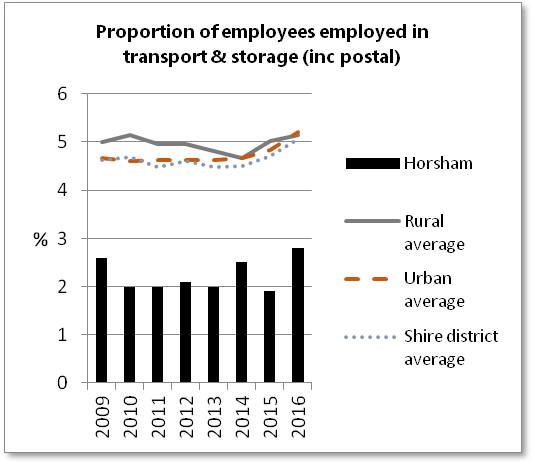 Proportion of employees employed in
transport & storage (inc postal)
6
5
4
3
2
1
0
%
2009
2010
2011
2012
2013
2014
2015
2016
Horsham
Rural
average
Urban
average
Shire district
average